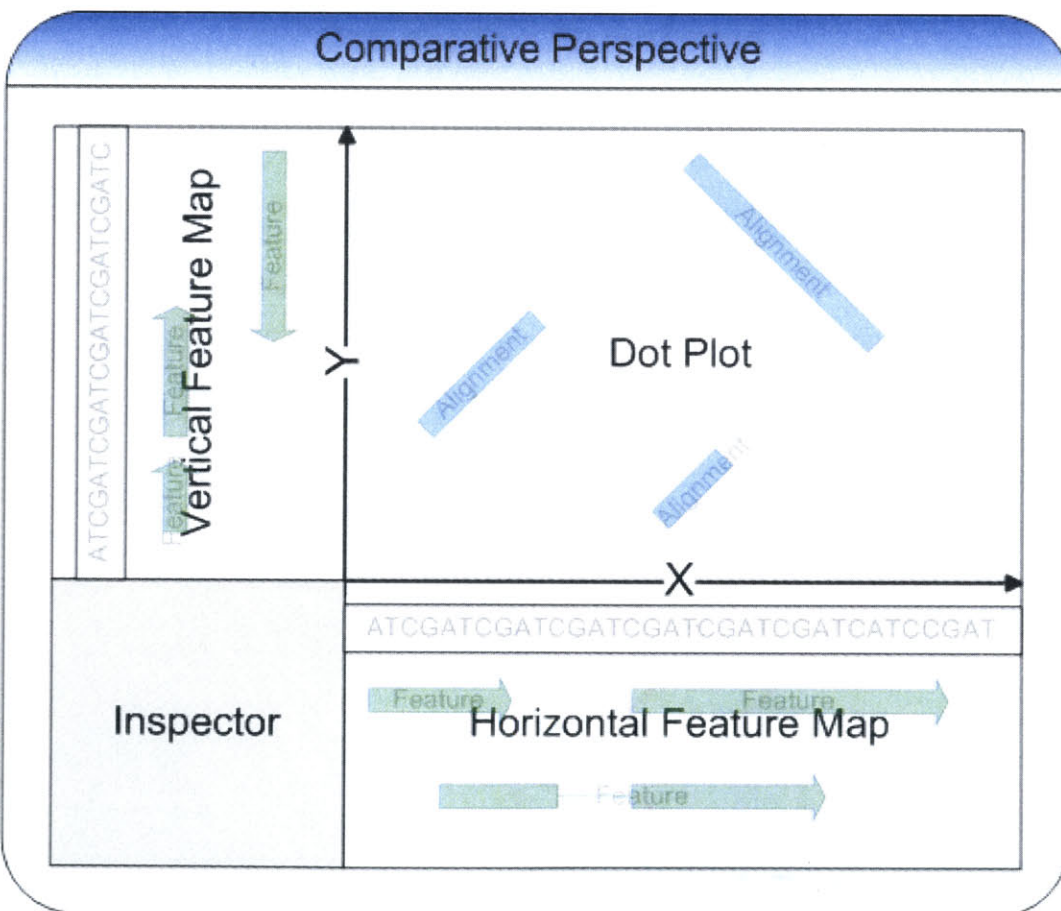 Comparative Perspective
ATCGATCGATCGATCGATCGATCGATC
Vertical Feature Map
Feature
Feature
Feature
Y
Alignment
Alignment
Alignment
Dot Plot
X
ATCGATCGATCGATCGATCGATCGATCATCCGAT
Inspector
Feature
Feature
Horizontal Feature Map
Feature